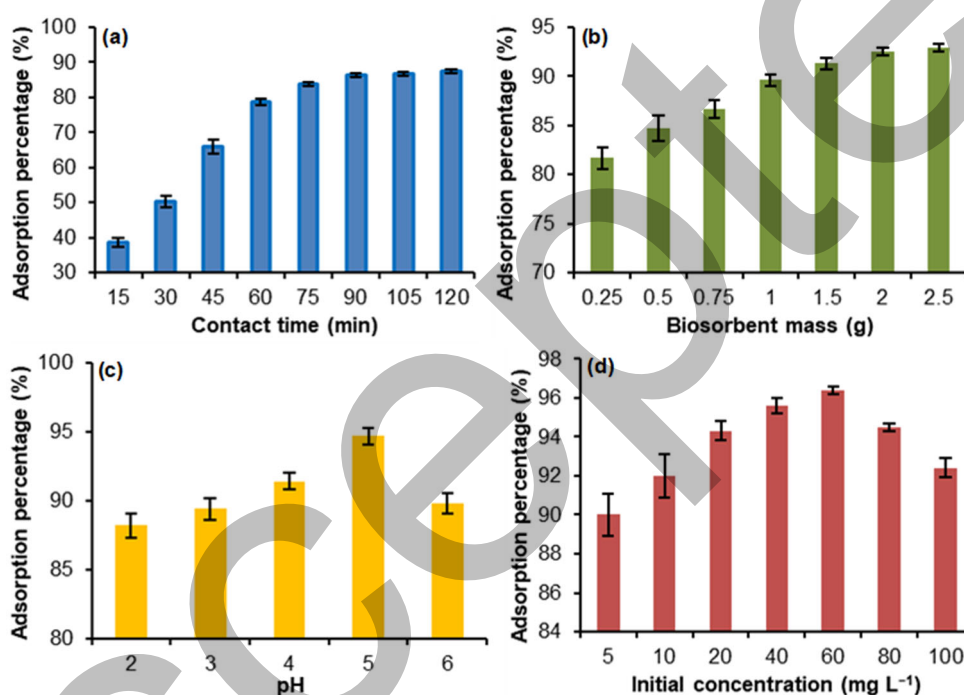 (a)
Adsorption percentage (%)
100
90
80
70
60
50
40
30
15 30 45 60 75 90 105 120
Contact time (min)
(b)
Adsorption percentage (%)
95
90
85
80
75
70
0.25 0.5 0.75 1 1.5 2 2.5
Biosorbent mass (g)
(c)
Adsorption percentage (%)
100
95
90
85
80
2 3 4 5 6
pH
(d)
Adsorption percentage (%)
98
96
94
92
90
88
86
84
5 10 20 40 60 80 100
Initial concentration (mg L⁻¹)